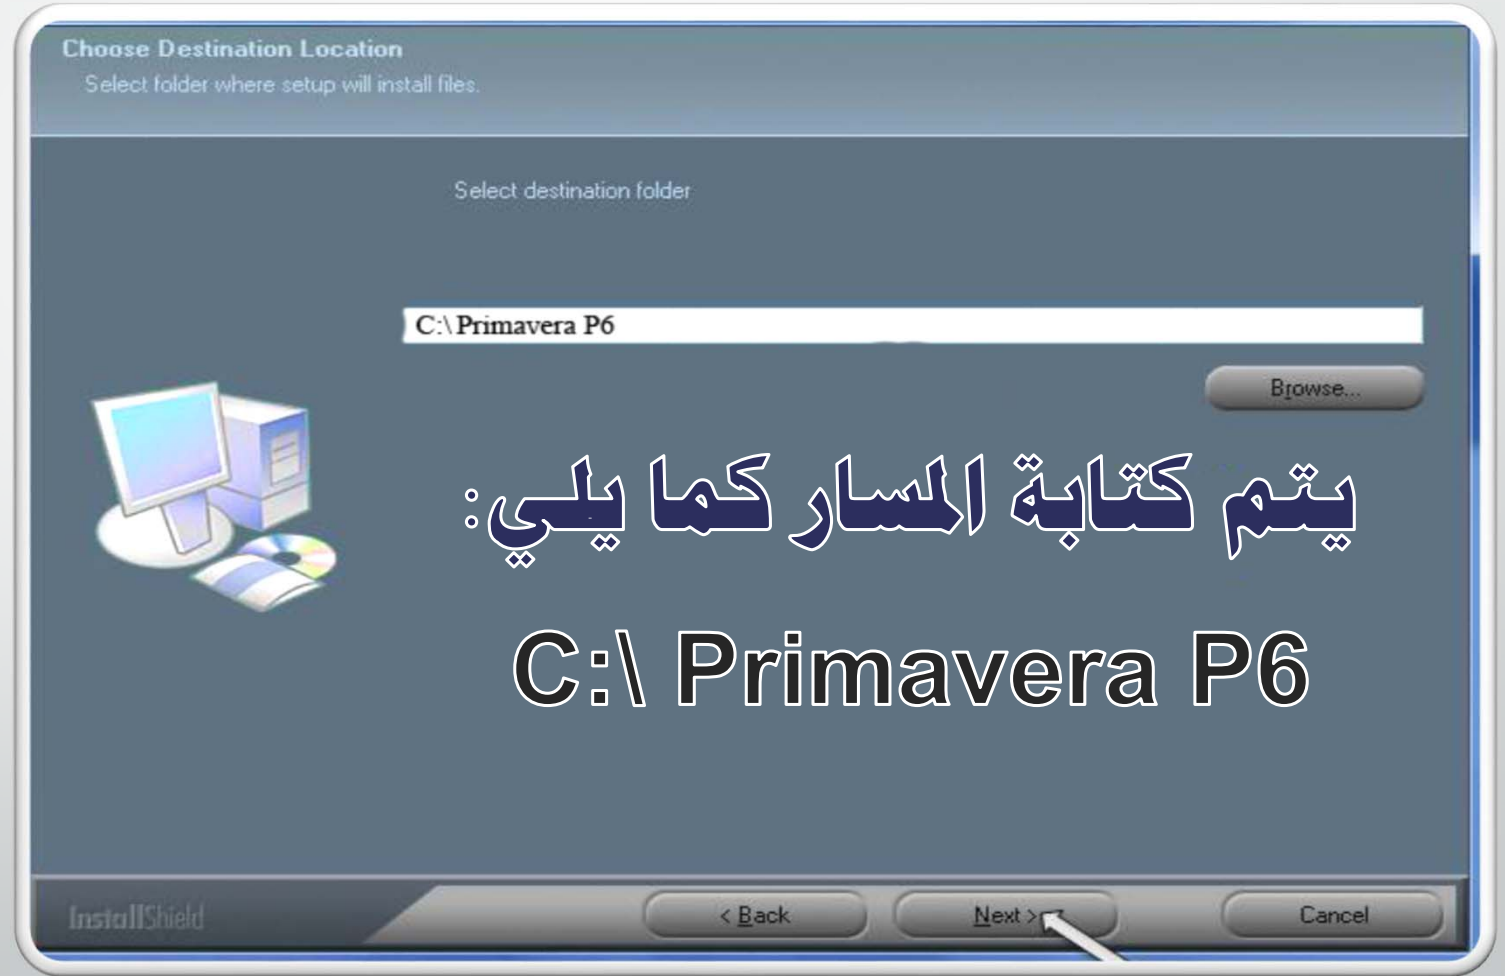 Choose Destination Location
Select folder where setup will install files.
Select destination folder
C:\ Primavera P6
Browse...
يتم كتابة المسار كما يلي:
C:\ Primavera P6
InstallShield
< Back
Next >
Cancel